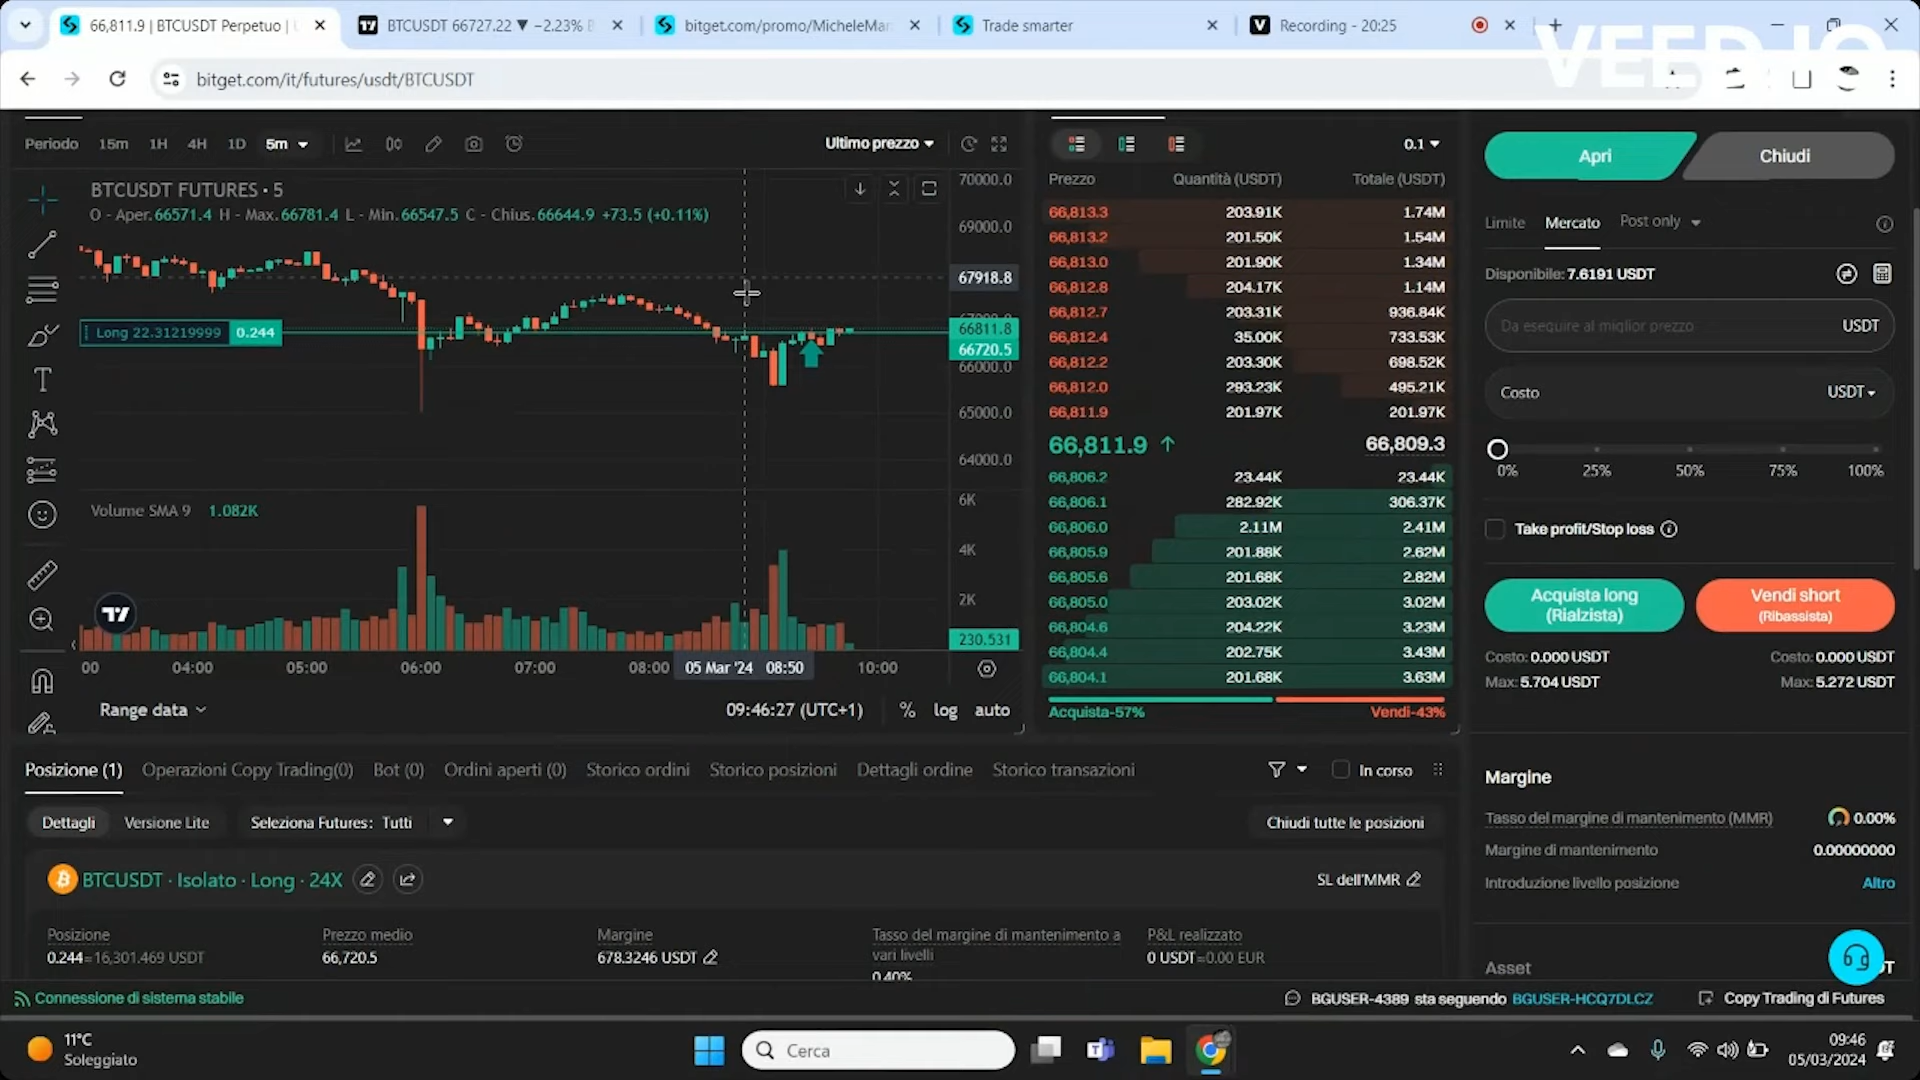 66,811.9 | BTCUSDT Perpetuo |
BTCUSDT 66727.22 ▼ −2.23%
bitget.com/promo/MicheleMar
Trade smarter
Recording - 20:25
VEED.IO
bitget.com/it/futures/usdt/BTCUSDT
Periodo 15m 1H 4H 1D 5m
Ultimo prezzo
BTCUSDT FUTURES · 5
O - Aper.66571.4 H - Max.66781.4 L - Min.66547.5 C - Chius.66644.9 +73.5 (+0.11%)
70000.0
69000.0
67918.8
66811.8
66720.5
66000.0
65000.0
64000.0
Long 22.31219999 0.244
Volume SMA 9 1.082K
6K
4K
2K
230.531
00 04:00 05:00 06:00 07:00 08:00 05 Mar '24 08:50 10:00
Range data
09:46:27 (UTC+1) % log auto
0.1
Prezzo Quantità (USDT) Totale (USDT)
66,813.3 203.91K 1.74M
66,813.2 201.50K 1.54M
66,813.0 201.90K 1.34M
66,812.8 204.17K 1.14M
66,812.7 203.31K 936.84K
66,812.4 35.00K 733.53K
66,812.2 203.30K 698.52K
66,812.0 293.23K 495.21K
66,811.9 201.97K 201.97K
66,811.9 ↑ 66,809.3
66,806.2 23.44K 23.44K
66,806.1 282.92K 306.37K
66,806.0 2.11M 2.41M
66,805.9 201.88K 2.62M
66,805.6 201.68K 2.82M
66,805.0 203.02K 3.02M
66,804.6 204.22K 3.23M
66,804.4 202.75K 3.43M
66,804.1 201.68K 3.63M
Acquista-57% Vendi-43%
Apri Chiudi
Limite Mercato Post only
Disponibile: 7.6191 USDT
Da eseguire al miglior prezzo USDT
Costo USDT
0% 25% 50% 75% 100%
Take profit/Stop loss
Acquista long
(Rialzista)
Vendi short
(Ribassista)
Costo: 0.000 USDT Costo: 0.000 USDT
Max: 5.704 USDT Max: 5.272 USDT
Margine
Tasso del margine di mantenimento (MMR) 0.00%
Margine di mantenimento 0.00000000
Introduzione livello posizione Altro
Asset
Posizione (1) Operazioni Copy Trading(0) Bot (0) Ordini aperti (0) Storico ordini Storico posizioni Dettagli ordine Storico transazioni
In corso
Dettagli Versione Lite Seleziona Futures: Tutti
Chiudi tutte le posizioni
BTCUSDT · Isolato · Long · 24X
SL dell'MMR
Posizione
0.244≈16,301.469 USDT
Prezzo medio
66,720.5
Margine
678.3246 USDT
Tasso del margine di mantenimento a
vari livelli
0.40%
P&L realizzato
0 USDT≈0.00 EUR
Connessione di sistema stabile
BGUSER-4389 sta seguendo BGUSER-HCQ7DLCZ
Copy Trading di Futures
11°C
Soleggiato
Cerca
09:46
05/03/2024